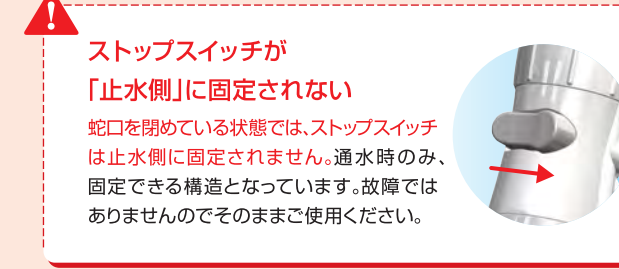 ストップスイッチが
「止水側」に固定されない
蛇口を閉めている状態では、ストップスイッチ
は止水側に固定されません。通水時のみ、
固定できる構造となっています。故障では
ありませんのでそのままご使用ください。